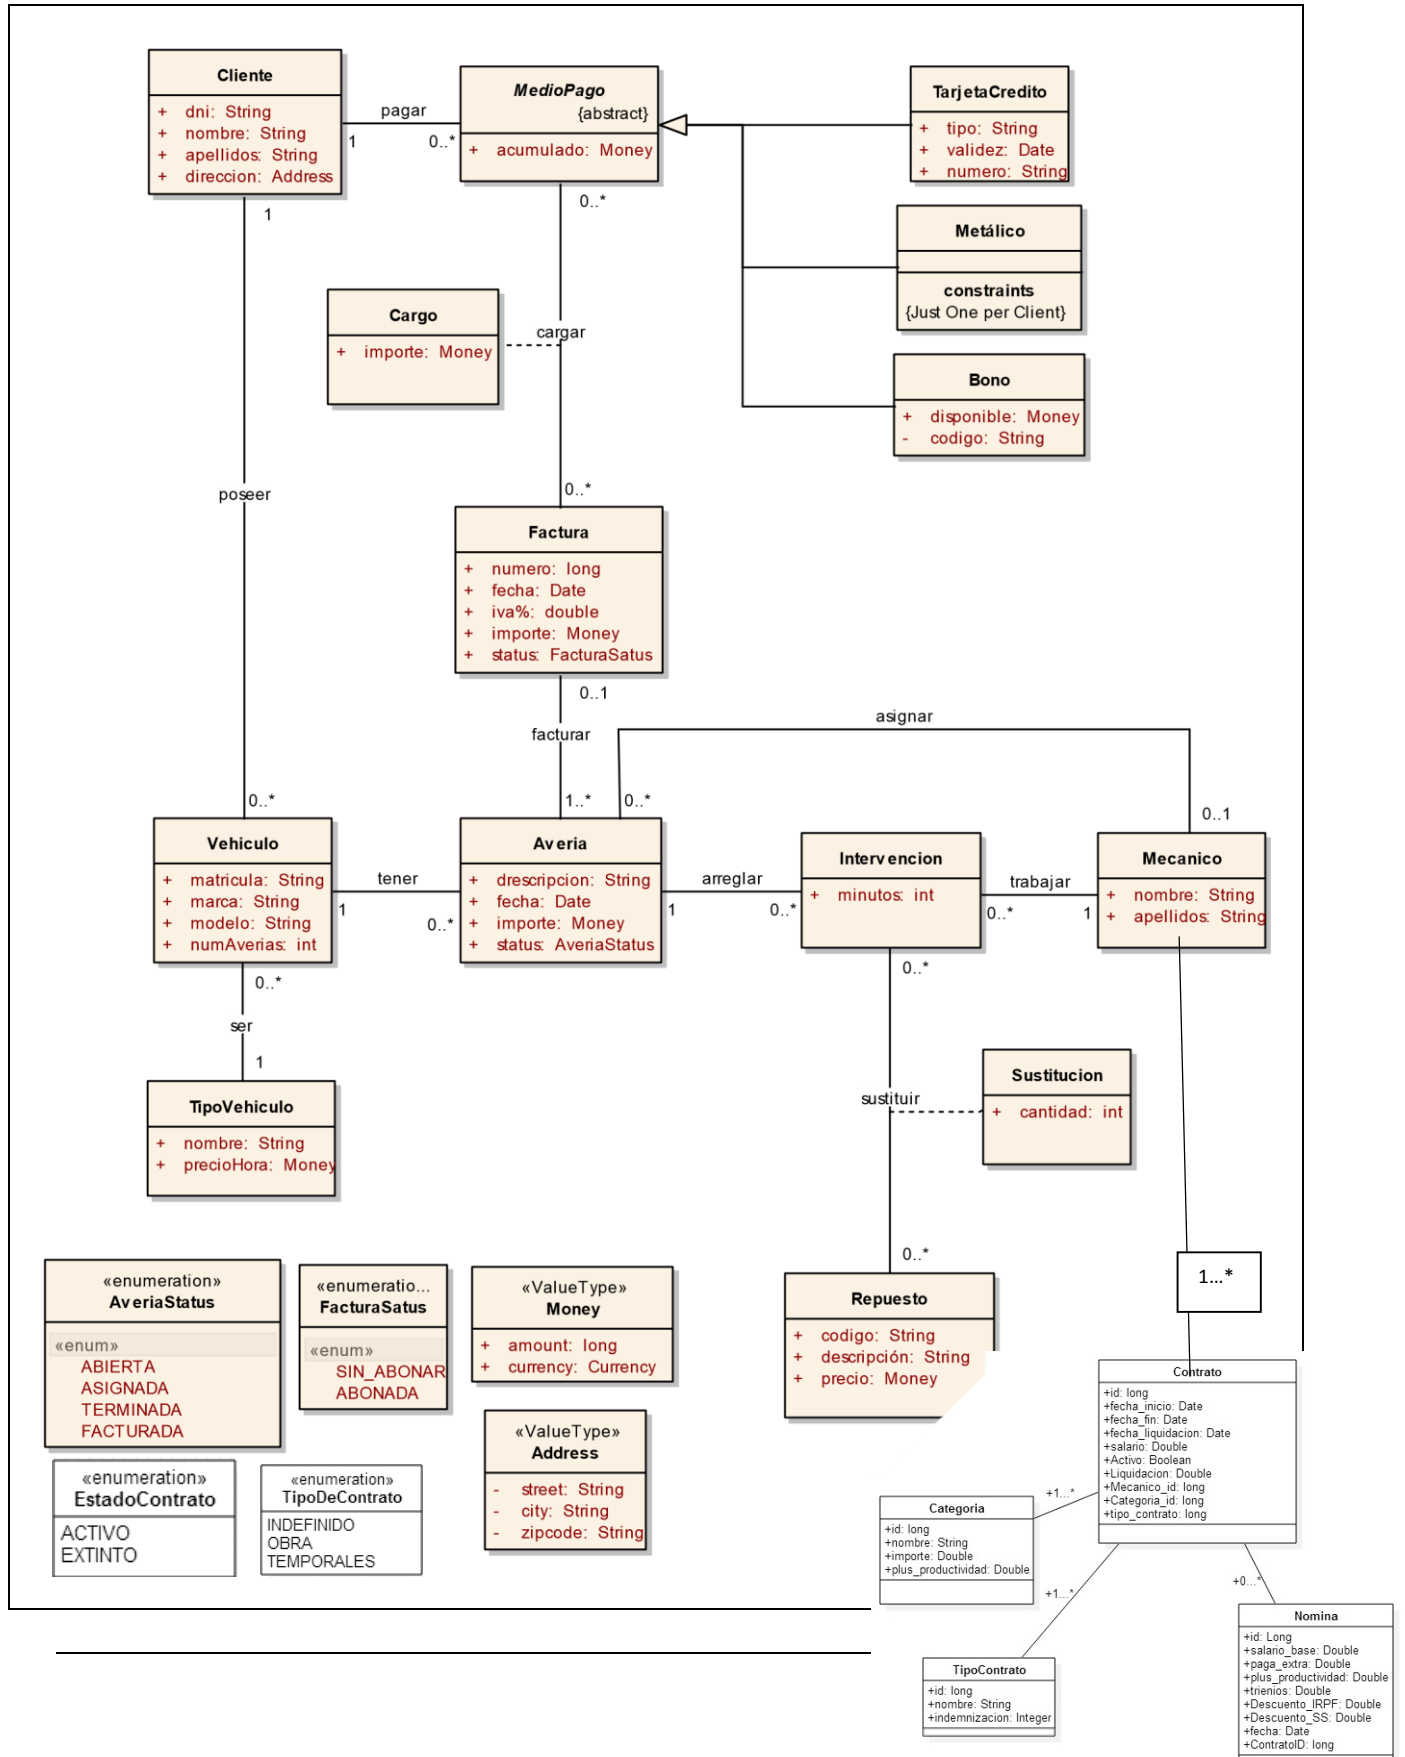 Cliente
+ dni: String
+ nombre: String
+ apellidos: String
+ direccion: Address
pagar
1
0..*
MedioPago
{abstract}
+ acumulado: Money
TarjetaCredito
+ tipo: String
+ validez: Date
+ numero: String
1
0..*
Metálico
constraints
{Just One per Client}
Cargo
+ importe: Money
cargar
Bono
+ disponible: Money
- codigo: String
poseer
0..*
Factura
+ numero: long
+ fecha: Date
+ iva%: double
+ importe: Money
+ status: FacturaSatus
0..1
facturar
asignar
0..*
1..*
0..*
0..1
Vehiculo
+ matricula: String
+ marca: String
+ modelo: String
+ numAverias: int
tener
1
0..*
Averia
+ drescripcion: String
+ fecha: Date
+ importe: Money
+ status: AveriaStatus
arreglar
1
0..*
Intervencion
+ minutos: int
trabajar
0..*
1
Mecanico
+ nombre: String
+ apellidos: String
0..*
ser
1
0..*
TipoVehiculo
+ nombre: String
+ precioHora: Money
sustituir
Sustitucion
+ cantidad: int
0..*
1...*
«enumeration»
AveriaStatus
«enum»
ABIERTA
ASIGNADA
TERMINADA
FACTURADA
«enumeratio...
FacturaSatus
«enum»
SIN_ABONAR
ABONADA
«ValueType»
Money
+ amount: long
+ currency: Currency
Repuesto
+ codigo: String
+ descripción: String
+ precio: Money
«ValueType»
Address
- street: String
- city: String
- zipcode: String
«enumeration»
EstadoContrato
ACTIVO
EXTINTO
«enumeration»
TipoDeContrato
INDEFINIDO
OBRA
TEMPORALES
Contrato
+id: long
+fecha_inicio: Date
+fecha_fin: Date
+fecha_liquidacion: Date
+salario: Double
+Activo: Boolean
+Liquidacion: Double
+Mecanico_id: long
+Categoria_id: long
+tipo_contrato: long
+1...*
Categoria
+id: long
+nombre: String
+importe: Double
+plus_productividad: Double
+1...*
+0...*
TipoContrato
+id: long
+nombre: String
+indemnizacion: Integer
Nomina
+id: Long
+salario_base: Double
+paga_extra: Double
+plus_productividad: Double
+trienios: Double
+Descuento_IRPF: Double
+Descuento_SS: Double
+fecha: Date
+ContratoID: long